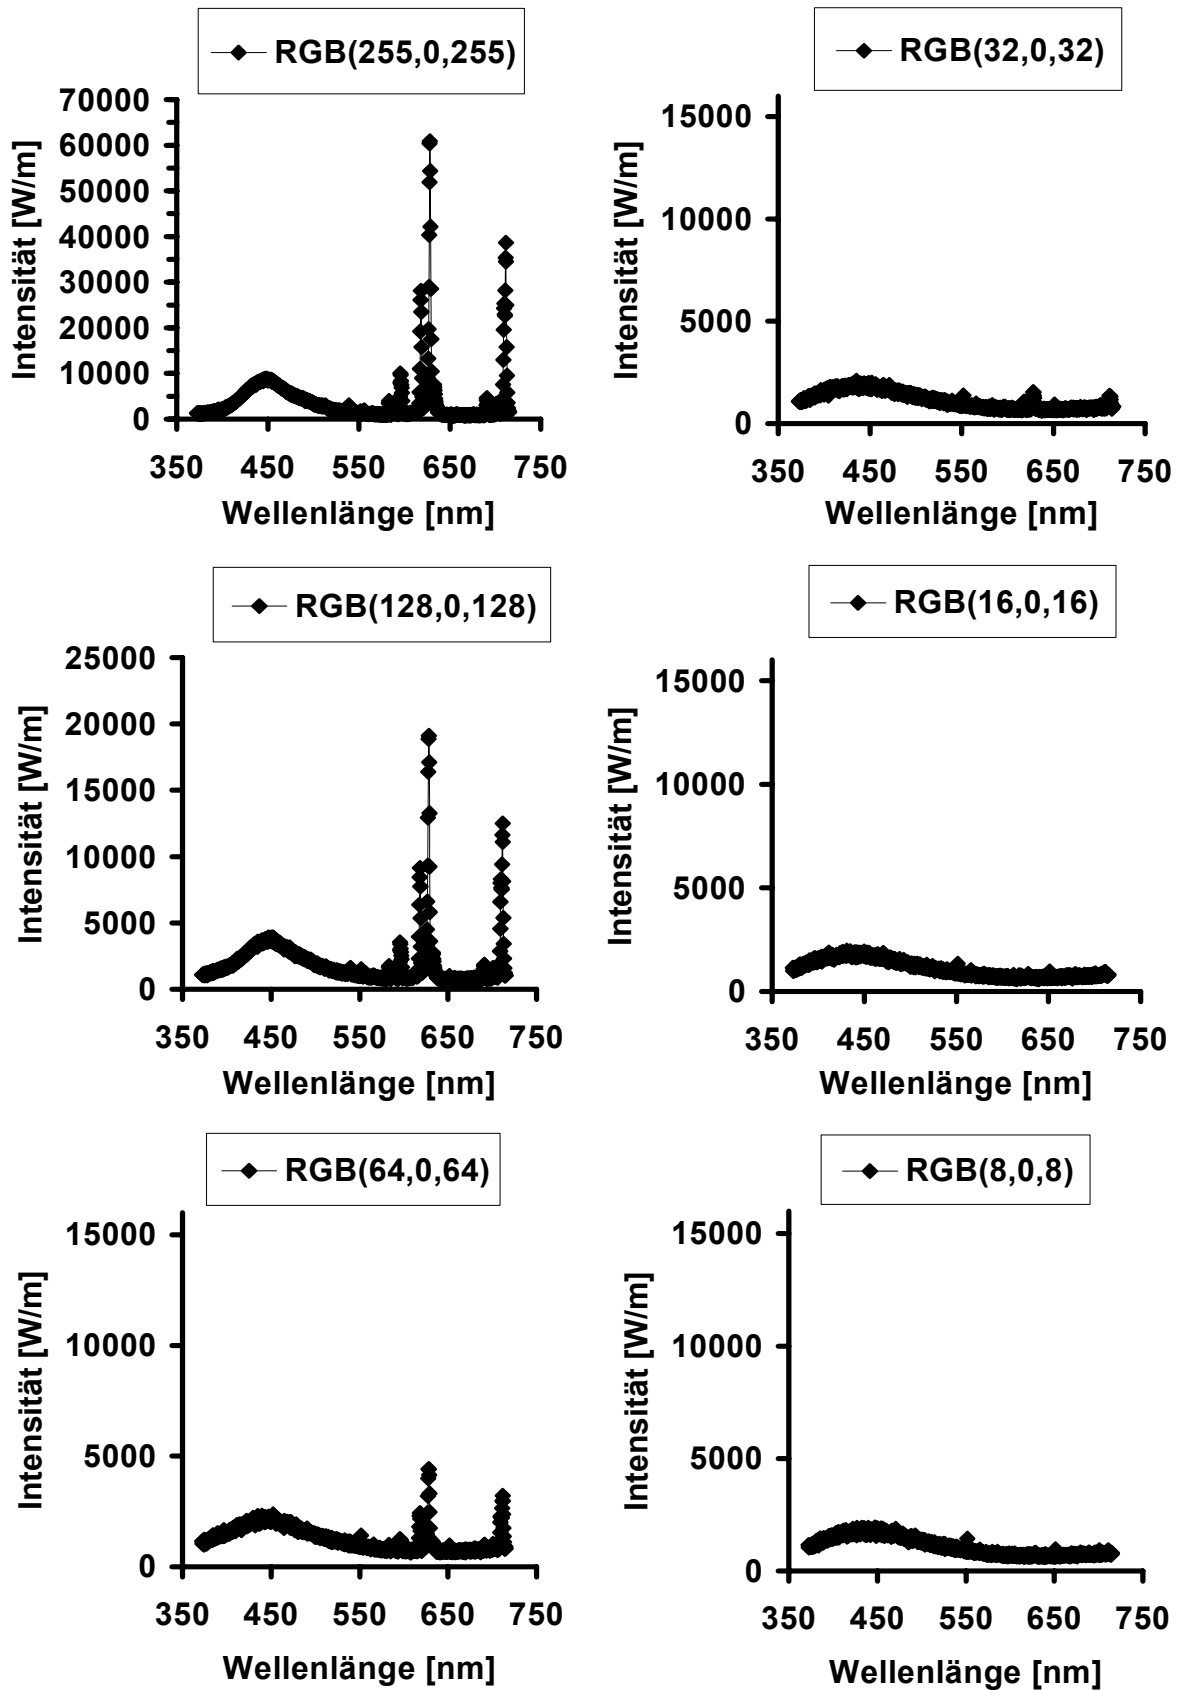 RGB(255,0,255)
70000
60000
50000
40000
30000
20000
10000
0
Intensität [W/m]
350 450 550 650 750
Wellenlänge [nm]
RGB(32,0,32)
15000
10000
5000
0
Intensität [W/m]
350 450 550 650 750
Wellenlänge [nm]
RGB(128,0,128)
25000
20000
15000
10000
5000
0
Intensität [W/m]
350 450 550 650 750
Wellenlänge [nm]
RGB(16,0,16)
15000
10000
5000
0
Intensität [W/m]
350 450 550 650 750
Wellenlänge [nm]
RGB(64,0,64)
15000
10000
5000
0
Intensität [W/m]
350 450 550 650 750
Wellenlänge [nm]
RGB(8,0,8)
15000
10000
5000
0
Intensität [W/m]
350 450 550 650 750
Wellenlänge [nm]